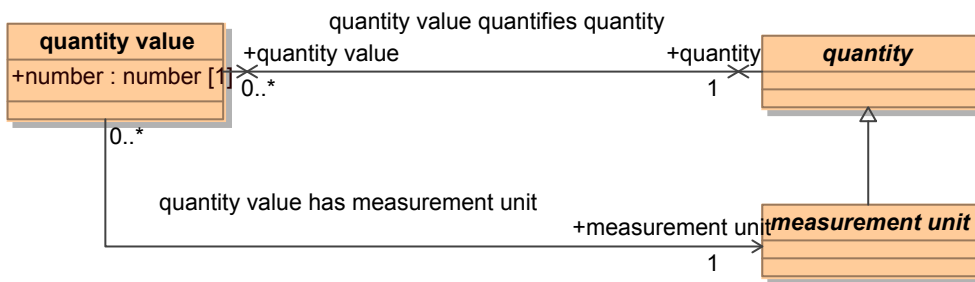 quantity value quantifies quantity
quantity value
+number : number [1]
+quantity value
0..*
+quantity
1
quantity
0..*
quantity value has measurement unit
+measurement unit
1
measurement unit